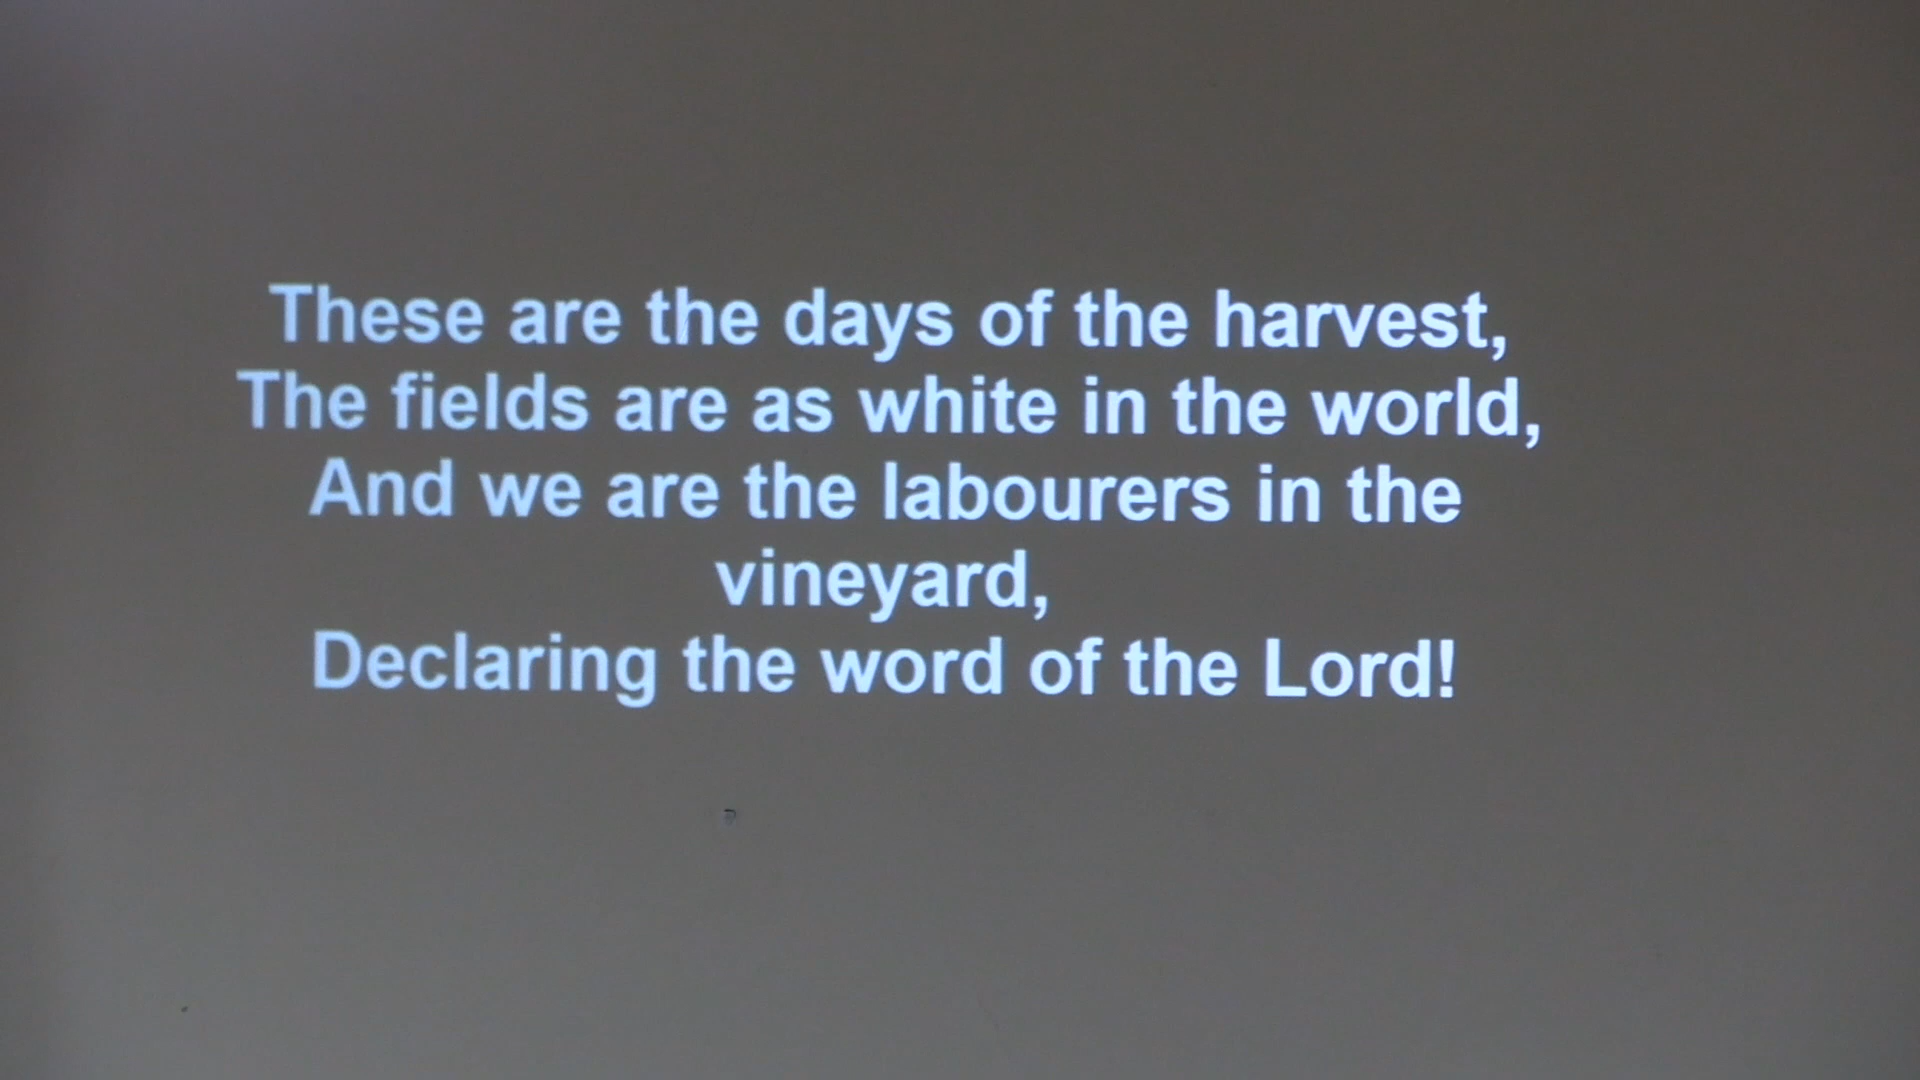 These are the days of the harvest,
The fields are as white in the world,
And we are the labourers in the
vineyard,
Declaring the word of the Lord!